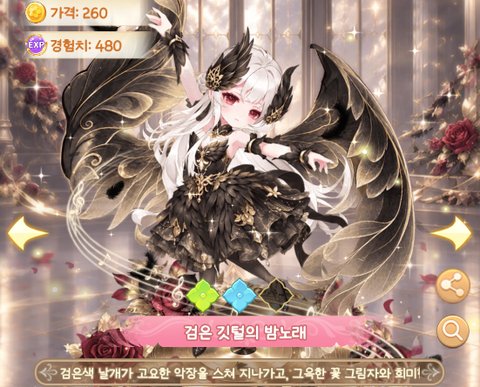 가격: 260
EXP 경험치: 480
검은 깃털의 밤노래
검은색 날개가 고요한 악장을 스쳐 지나가고, 그윽한 꽃 그림자와 희미